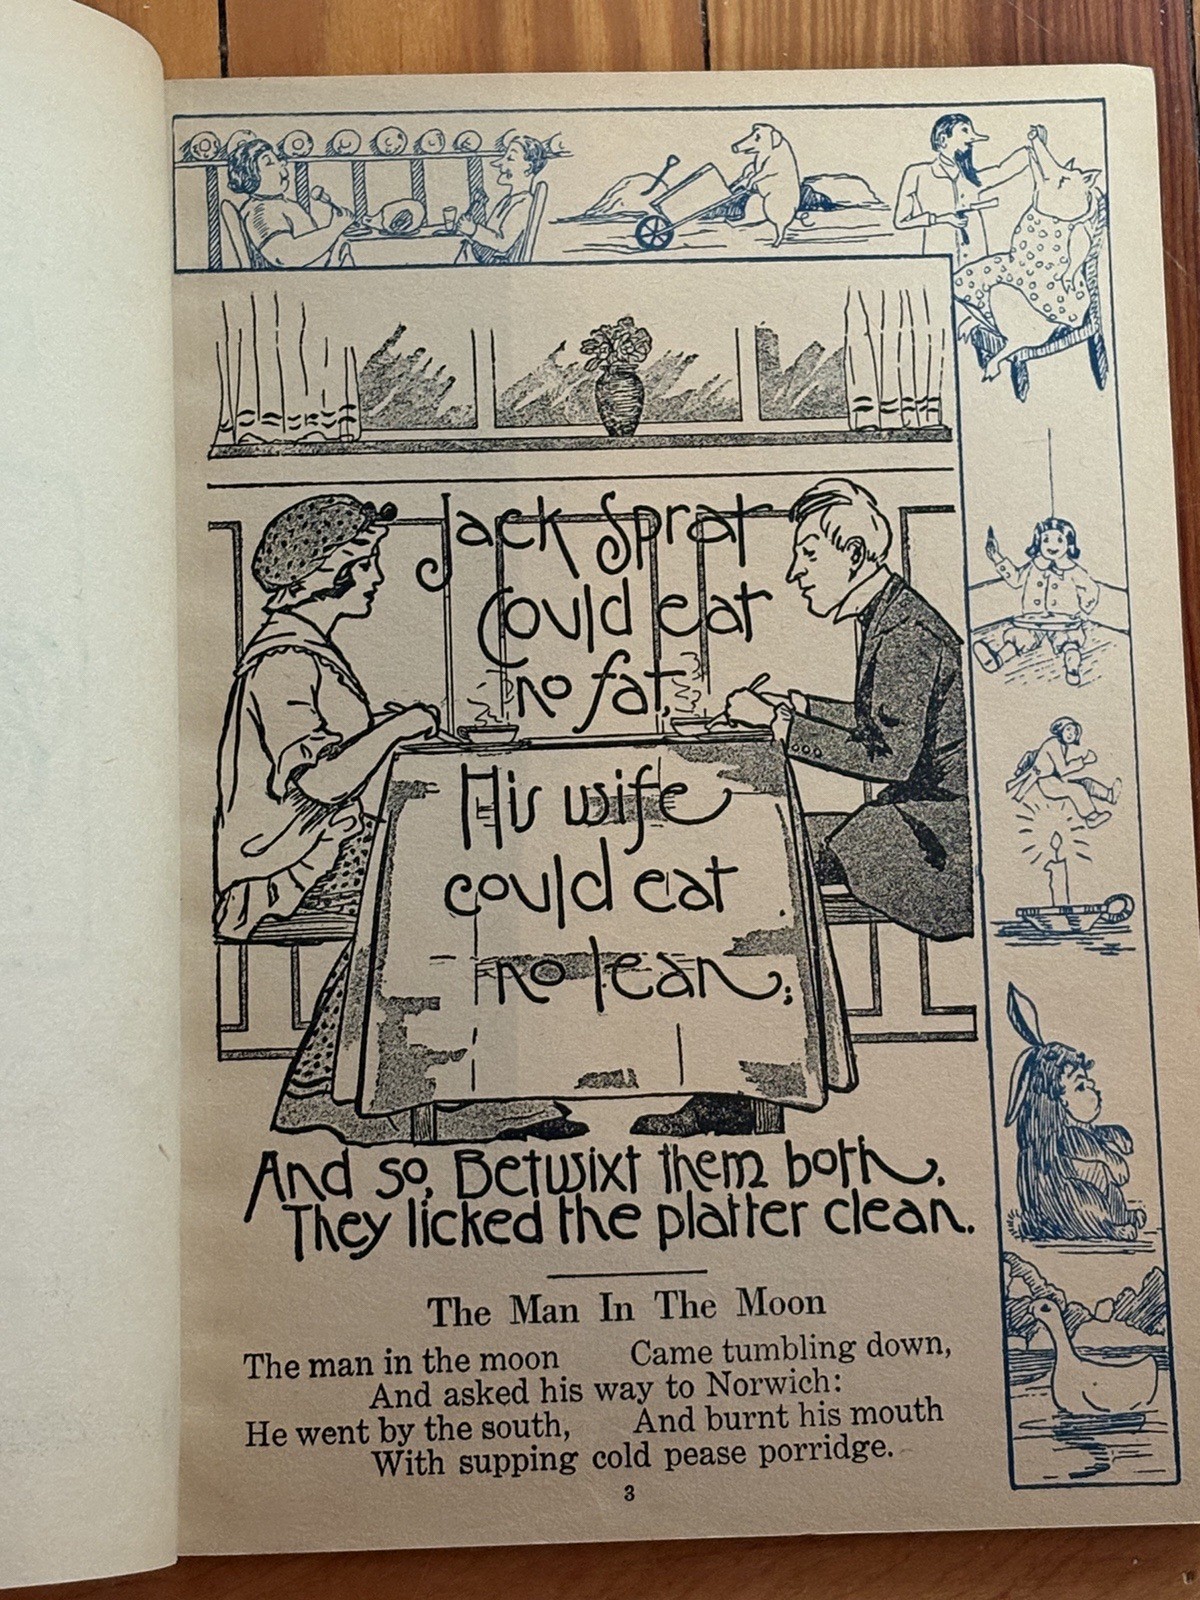 Jack Sprat
Could eat
no fat,
His wife
could eat
no lean;
And so, Betwixt them both,
They licked the platter clean.
The Man In The Moon
The man in the moon Came tumbling down,
And asked his way to Norwich:
He went by the south, And burnt his mouth
With supping cold pease porridge.
3